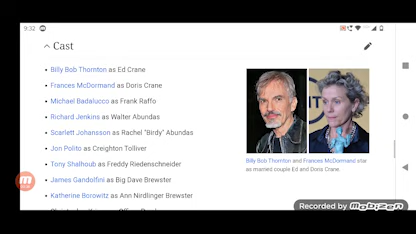 9:32
Cast
Billy Bob Thornton as Ed Crane
Frances McDormand as Doris Crane
Michael Badalucco as Frank Raffo
Richard Jenkins as Walter Abundas
Scarlett Johansson as Rachel "Birdy" Abundas
Jon Polito as Creighton Tolliver
Tony Shalhoub as Freddy Riedenschneider
James Gandolfini as Big Dave Brewster
Katherine Borowitz as Ann Nirdlinger Brewster
Billy Bob Thornton and Frances McDormand star
as married couple Ed and Doris Crane.
Recorded by Mobizen